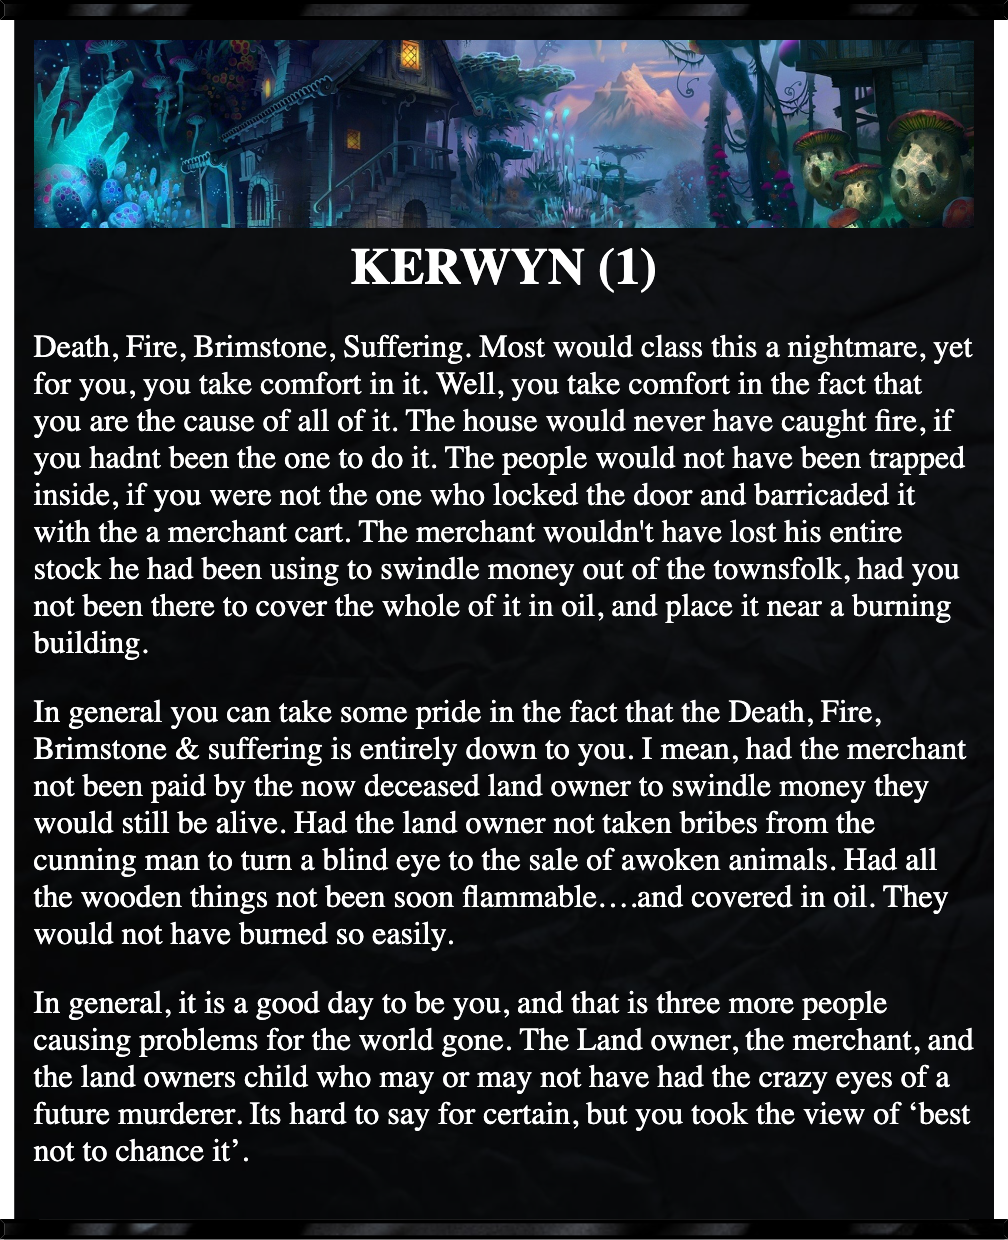 KERWYN (1)
Death, Fire, Brimstone, Suffering. Most would class this a nightmare, yet
for you, you take comfort in it. Well, you take comfort in the fact that
you are the cause of all of it. The house would never have caught fire, if
you hadnt been the one to do it. The people would not have been trapped
inside, if you were not the one who locked the door and barricaded it
with the a merchant cart. The merchant wouldn't have lost his entire
stock he had been using to swindle money out of the townsfolk, had you
not been there to cover the whole of it in oil, and place it near a burning
building.
In general you can take some pride in the fact that the Death, Fire,
Brimstone & suffering is entirely down to you. I mean, had the merchant
not been paid by the now deceased land owner to swindle money they
would still be alive. Had the land owner not taken bribes from the
cunning man to turn a blind eye to the sale of awoken animals. Had all
the wooden things not been soon flammable….and covered in oil. They
would not have burned so easily.
In general, it is a good day to be you, and that is three more people
causing problems for the world gone. The Land owner, the merchant, and
the land owners child who may or may not have had the crazy eyes of a
future murderer. Its hard to say for certain, but you took the view of ‘best
not to chance it’.